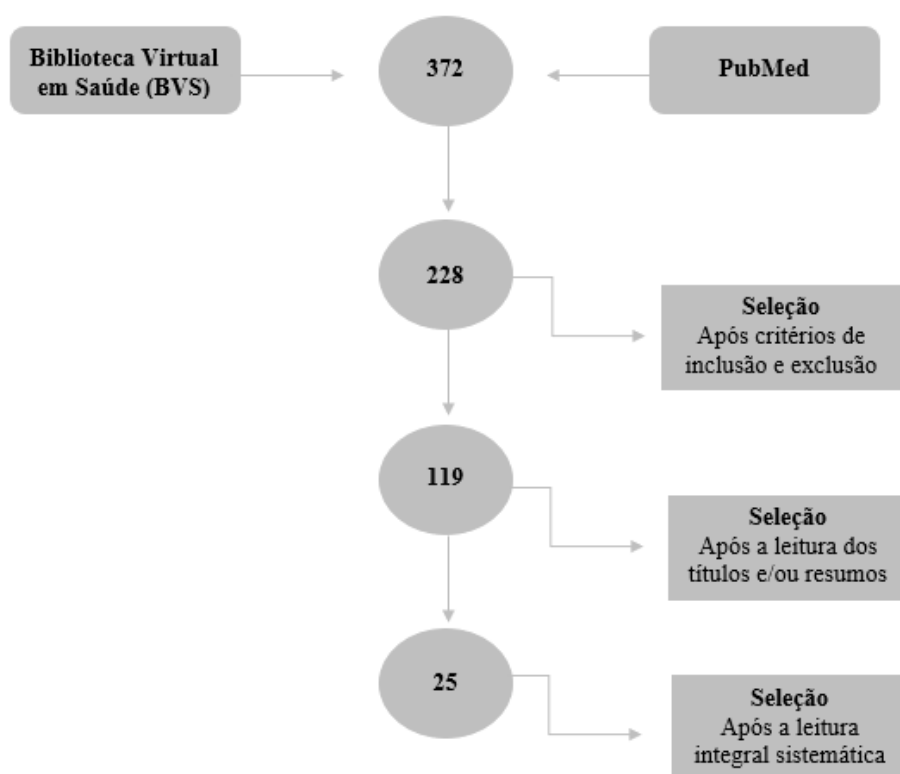 Biblioteca Virtual
em Saúde (BVS)
372
PubMed
228
Seleção
Após critérios de
inclusão e exclusão
119
Seleção
Após a leitura dos
títulos e/ou resumos
25
Seleção
Após a leitura
integral sistemática